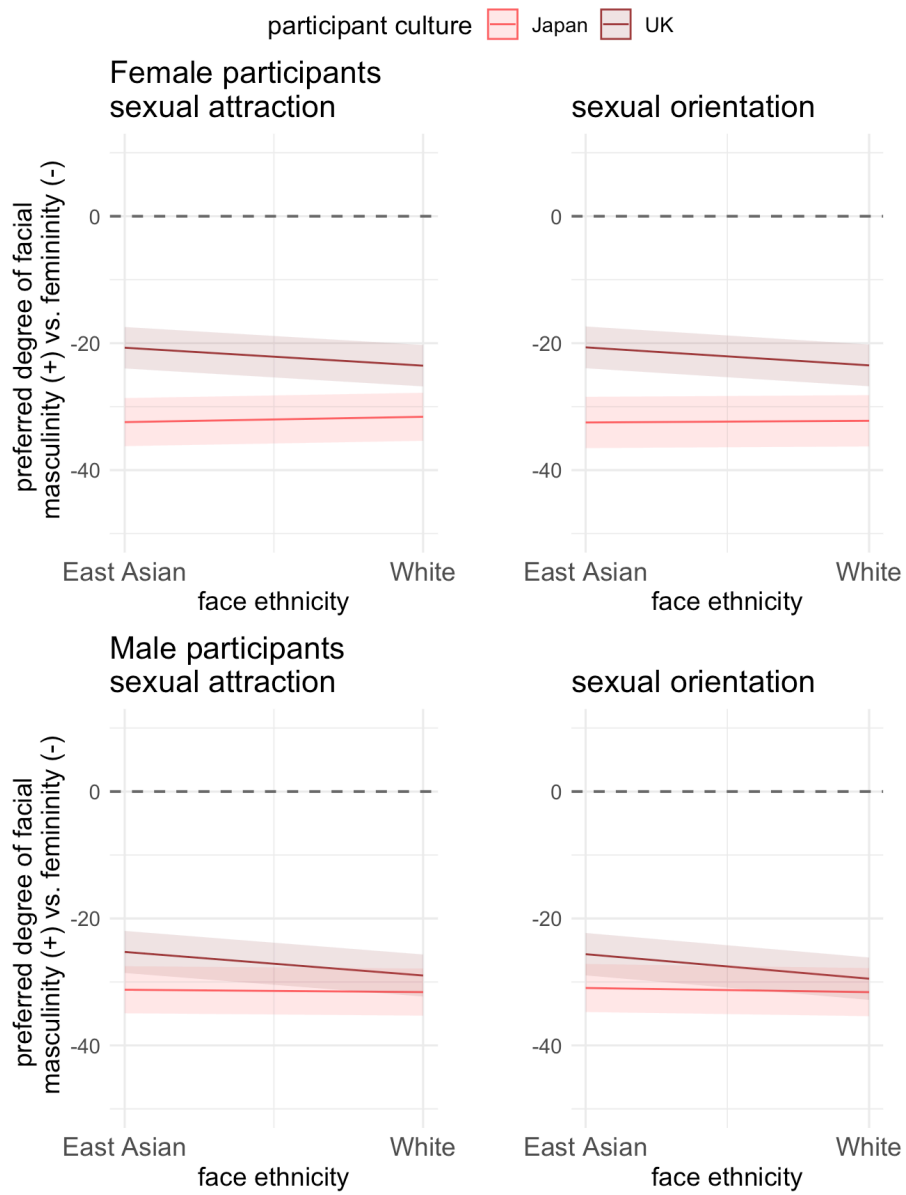 participant culture Japan UK
Female participants
sexual attraction
sexual orientation
preferred degree of facial
masculinity (+) vs. femininity (-)
0
-20
-40
East Asian White
face ethnicity
0
-20
-40
East Asian White
face ethnicity
Male participants
sexual attraction
sexual orientation
preferred degree of facial
masculinity (+) vs. femininity (-)
0
-20
-40
East Asian White
face ethnicity
0
-20
-40
East Asian White
face ethnicity